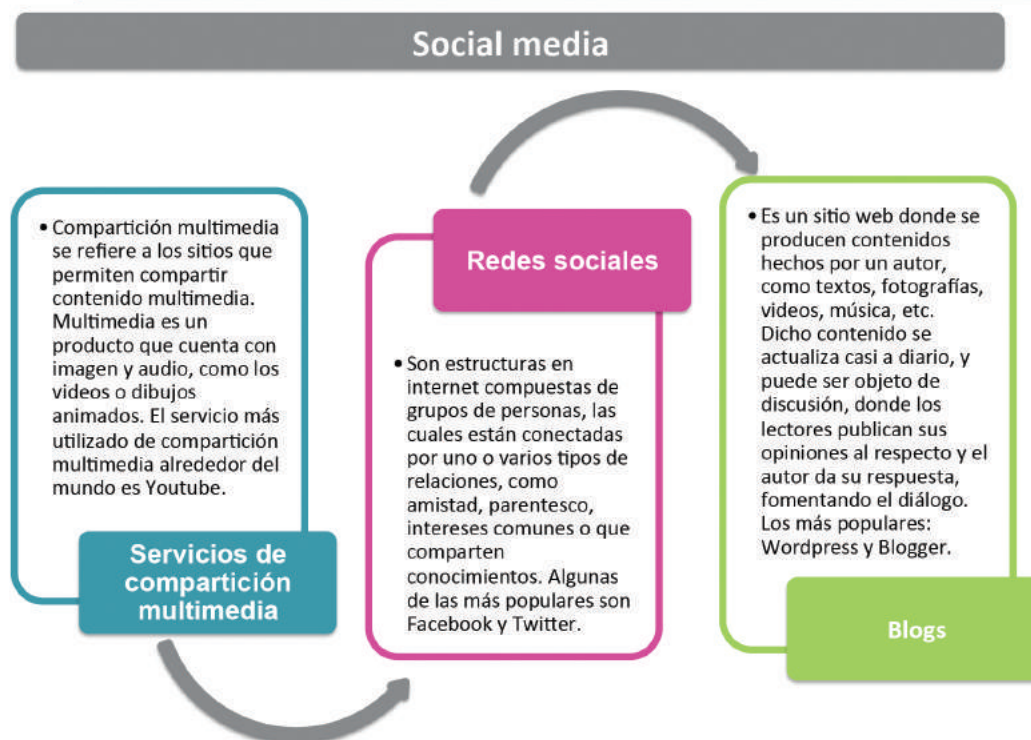 Social media
• Compartición multimedia
se refiere a los sitios que
permiten compartir
contenido multimedia.
Multimedia es un
producto que cuenta con
imagen y audio, como los
videos o dibujos
animados. El servicio más
utilizado de compartición
multimedia alrededor del
mundo es Youtube.
Servicios de
compartición
multimedia
Redes sociales
• Son estructuras en
internet compuestas de
grupos de personas, las
cuales están conectadas
por uno o varios tipos de
relaciones, como
amistad, parentesco,
intereses comunes o que
comparten
conocimientos. Algunas
de las más populares son
Facebook y Twitter.
• Es un sitio web donde se
producen contenidos
hechos por un autor,
como textos, fotografías,
videos, música, etc.
Dicho contenido se
actualiza casi a diario, y
puede ser objeto de
discusión, donde los
lectores publican sus
opiniones al respecto y el
autor da su respuesta,
fomentando el diálogo.
Los más populares:
Wordpress y Blogger.
Blogs